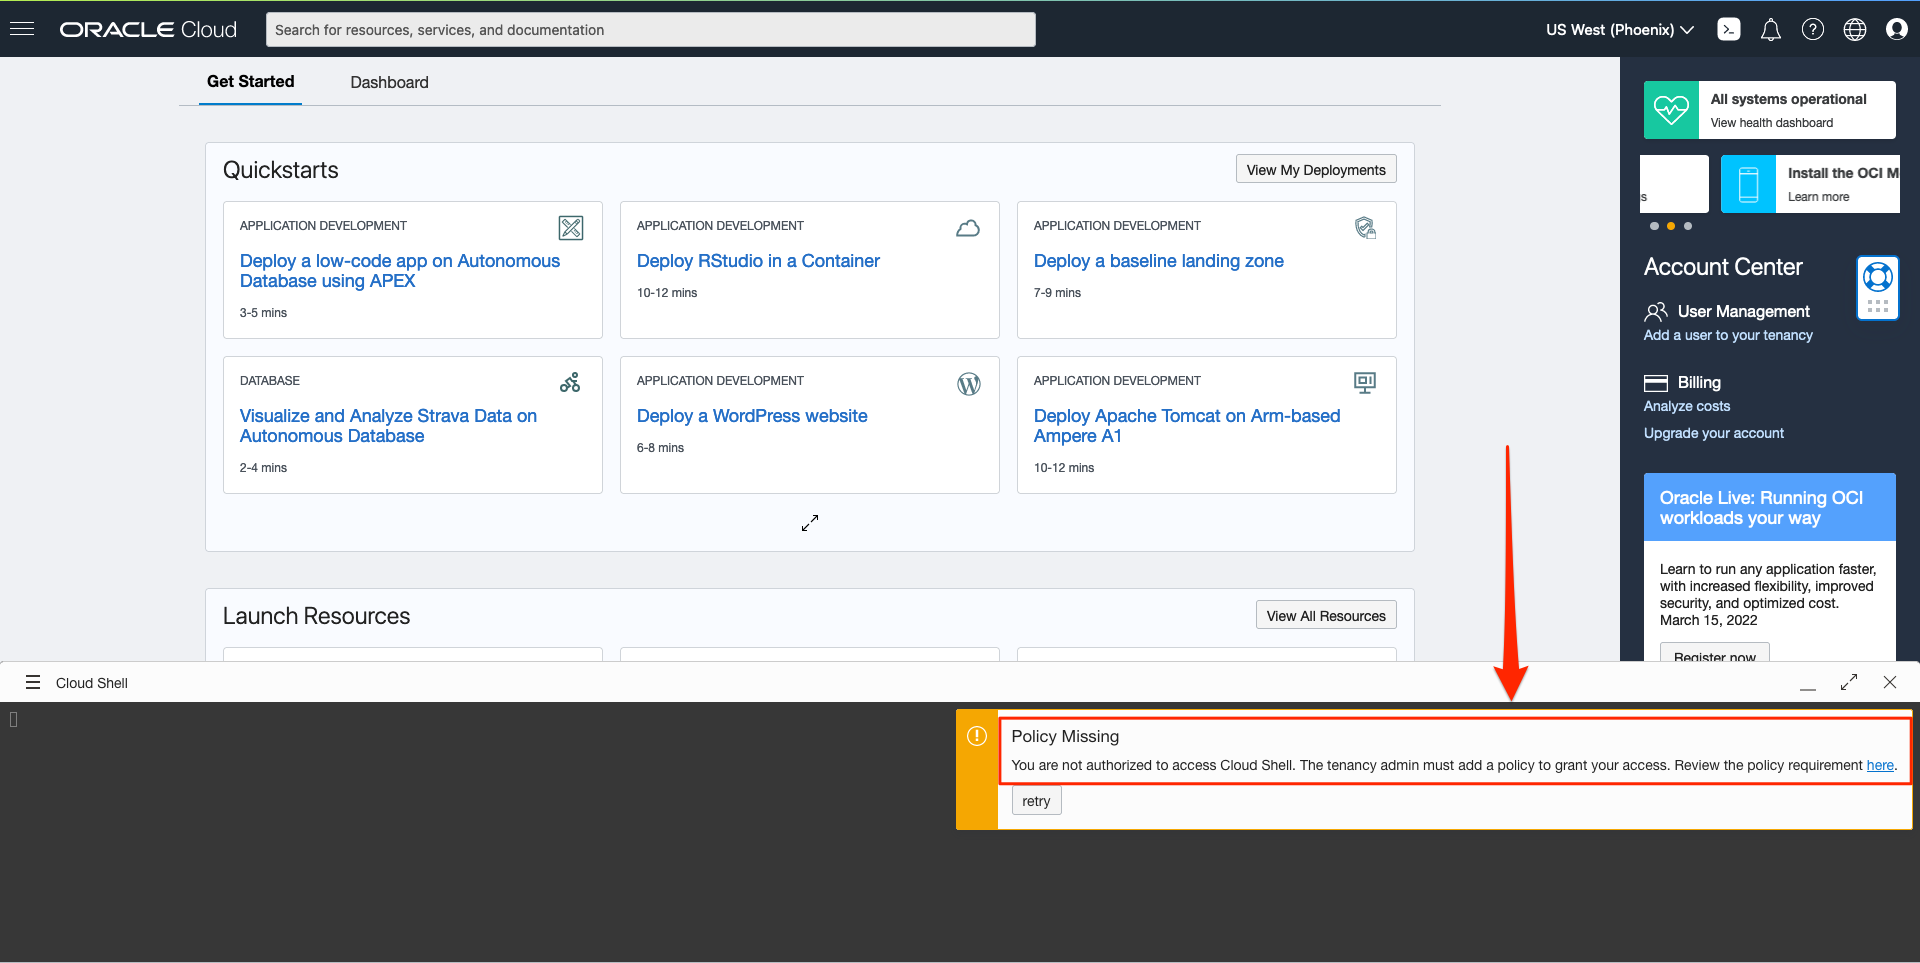 ORACLE Cloud
Search for resources, services, and documentation
US West (Phoenix)
Get Started
Dashboard
Quickstarts
View My Deployments
APPLICATION DEVELOPMENT
Deploy a low-code app on Autonomous
Database using APEX
3-5 mins
APPLICATION DEVELOPMENT
Deploy RStudio in a Container
10-12 mins
APPLICATION DEVELOPMENT
Deploy a baseline landing zone
7-9 mins
DATABASE
Visualize and Analyze Strava Data on
Autonomous Database
2-4 mins
APPLICATION DEVELOPMENT
Deploy a WordPress website
6-8 mins
APPLICATION DEVELOPMENT
Deploy Apache Tomcat on Arm-based
Ampere A1
10-12 mins
Launch Resources
View All Resources
All systems operational
View health dashboard
s
Install the OCI M
Learn more
Account Center
User Management
Add a user to your tenancy
Billing
Analyze costs
Upgrade your account
Oracle Live: Running OCI
workloads your way
Learn to run any application faster,
with increased flexibility, improved
security, and optimized cost.
March 15, 2022
Register now
Cloud Shell
Policy Missing
You are not authorized to access Cloud Shell. The tenancy admin must add a policy to grant your access. Review the policy requirement here.
retry